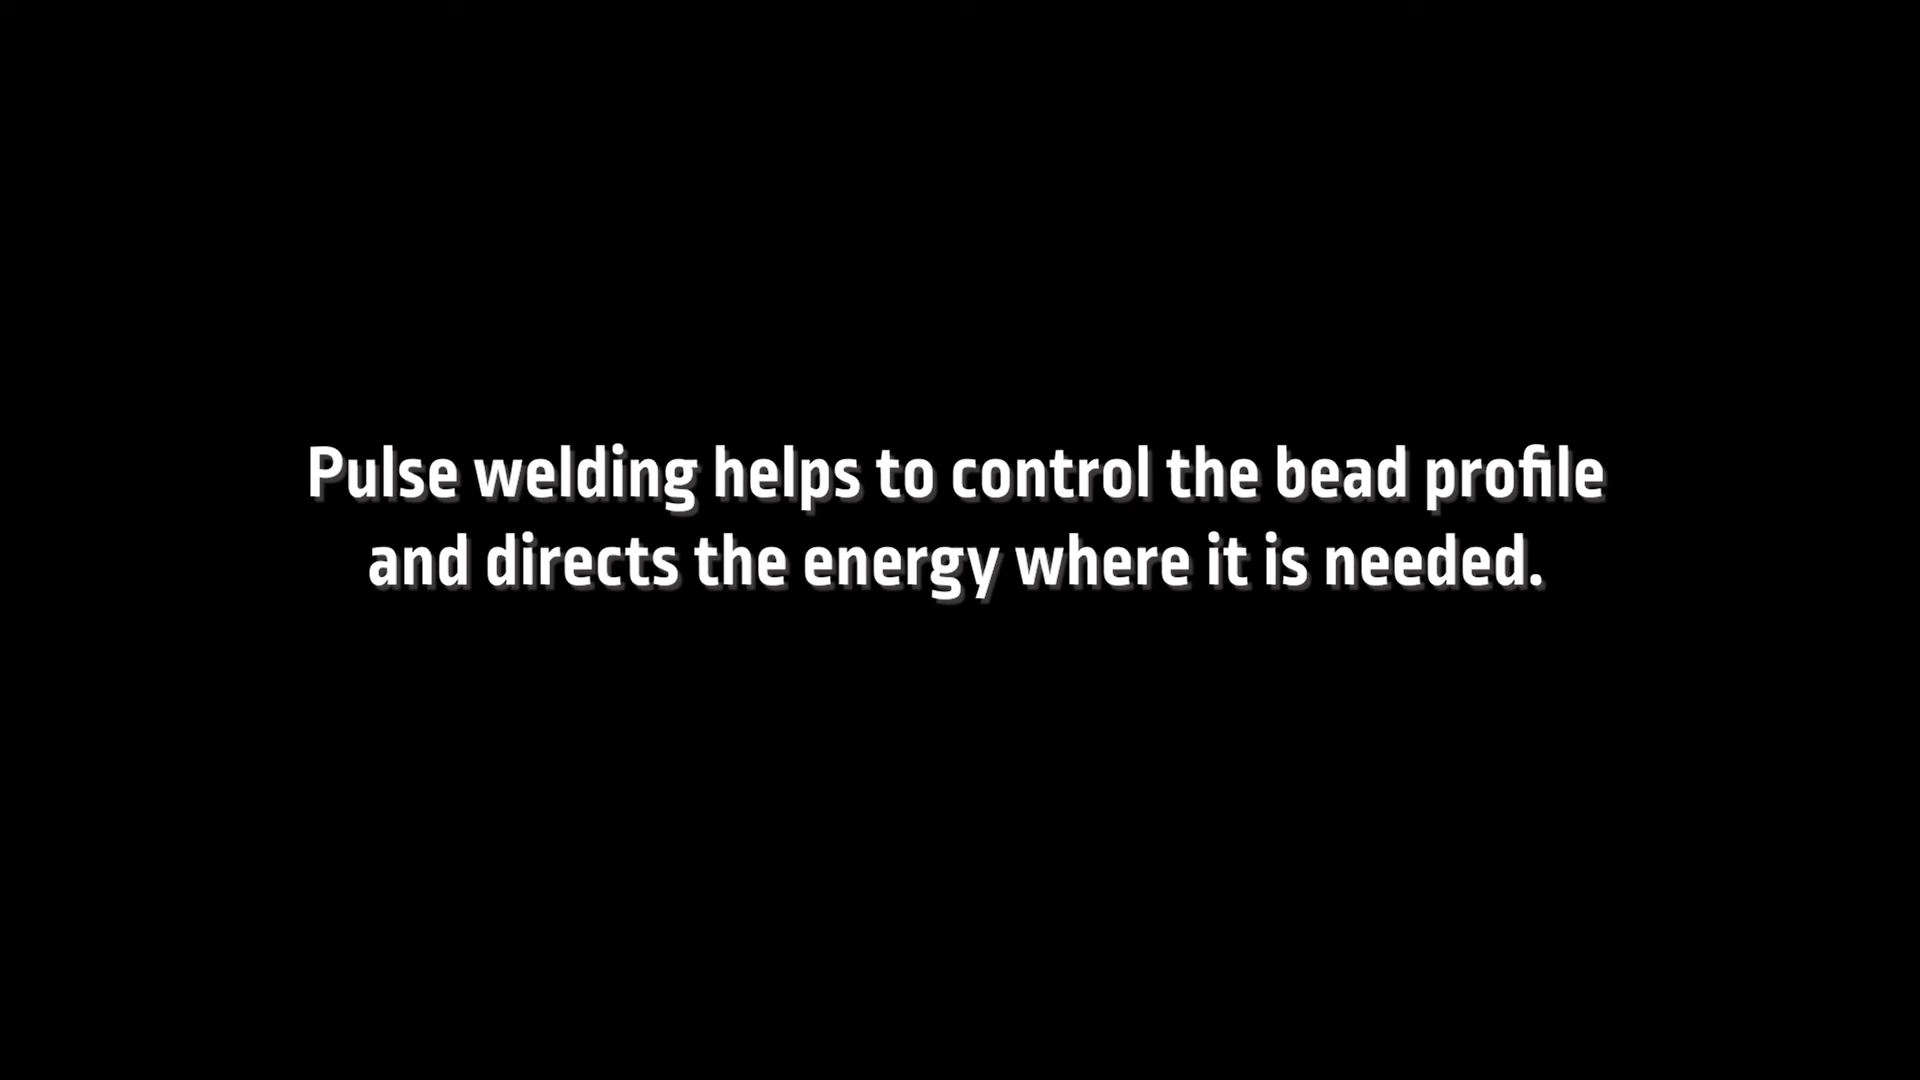 Pulse welding helps to control the bead profile
and directs the energy where it is needed.